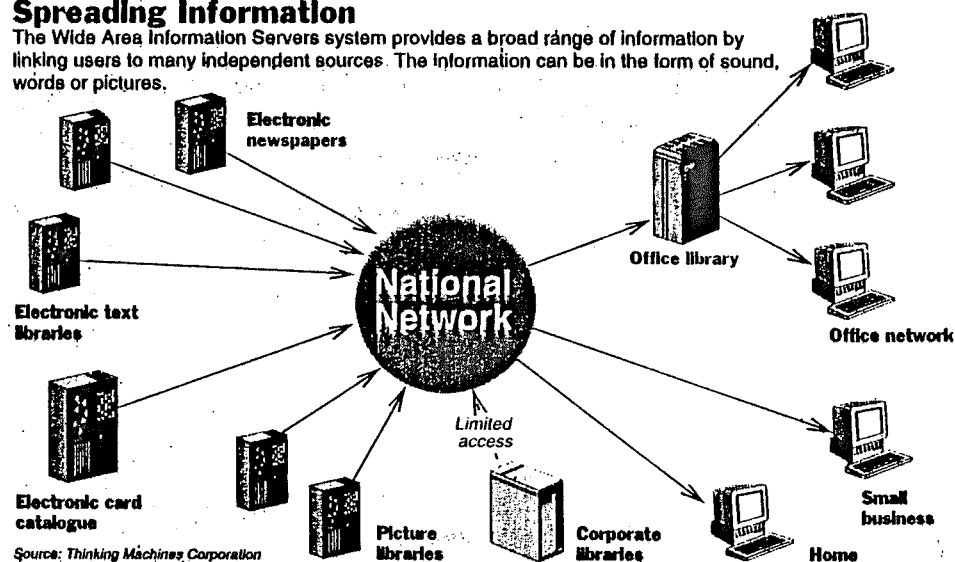 Spreading Information
The Wide Area Information Servers system provides a broad range of information by
linking users to many independent sources. The information can be in the form of sound,
words or pictures.
Electronic
newspapers
Electronic text
libraries
Electronic card
catalogue
Picture
libraries
National
Network
Limited
access
Corporate
libraries
Office library
Office network
Small
business
Home
Source: Thinking Machines Corporation